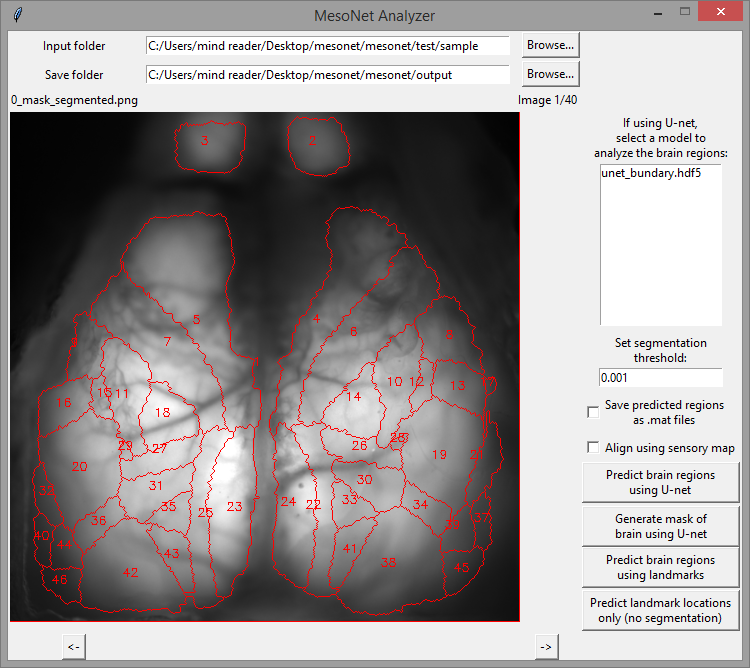 MesoNet Analyzer
Input folder
C:/Users/mind reader/Desktop/mesonet/mesonet/test/sample
Browse...
Save folder
C:/Users/mind reader/Desktop/mesonet/mesonet/output
Browse...
0_mask_segmented.png
Image 1/40
If using U-net,
select a model to
analyze the brain regions:
unet_bundary.hdf5
Set segmentation
threshold:
0.001
Save predicted regions
as .mat files
Align using sensory map
Predict brain regions
using U-net
Generate mask of
brain using U-net
Predict brain regions
using landmarks
Predict landmark locations
only (no segmentation)
3 2
5 4
7 6
16 15 11 10 12 13
18 14
29 27 26 28
20 19
31 30
36 35 25 23 24 22 33 34
40 43 41
46 42 38 45
<-
->